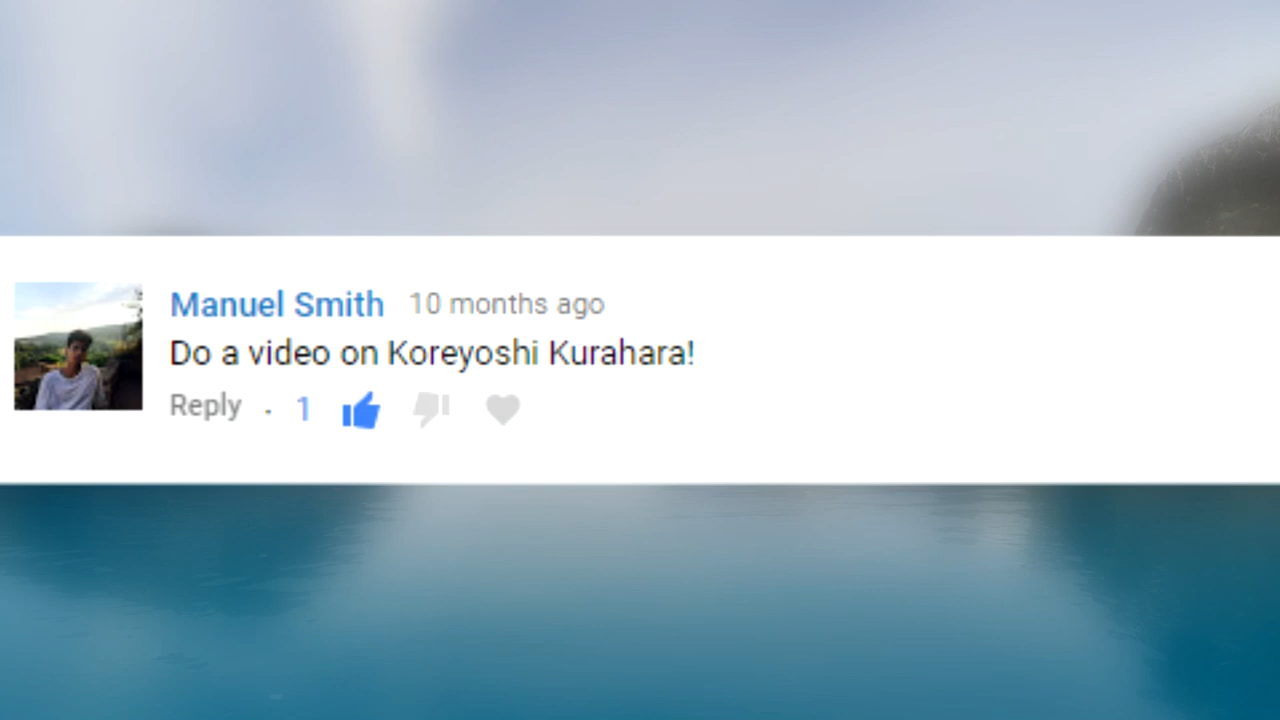 Manuel Smith 10 months ago
Do a video on Koreyoshi Kurahara!
Reply · 1